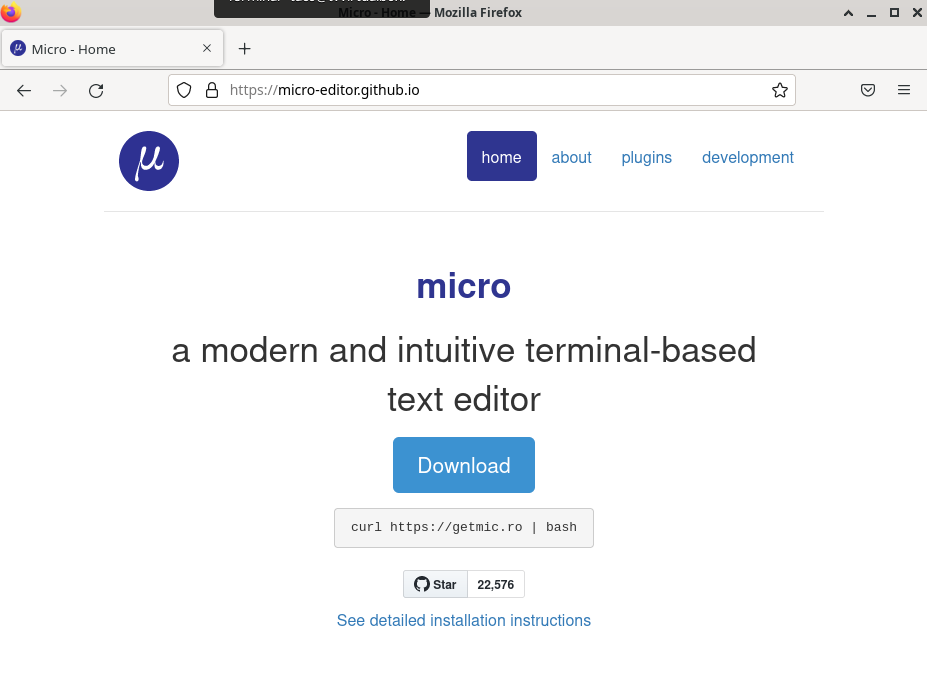 Micro - Home — Mozilla Firefox
Micro - Home
https://micro-editor.github.io
μ
home
about
plugins
development
micro
a modern and intuitive terminal-based
text editor
Download
curl https://getmic.ro | bash
Star
22,576
See detailed installation instructions